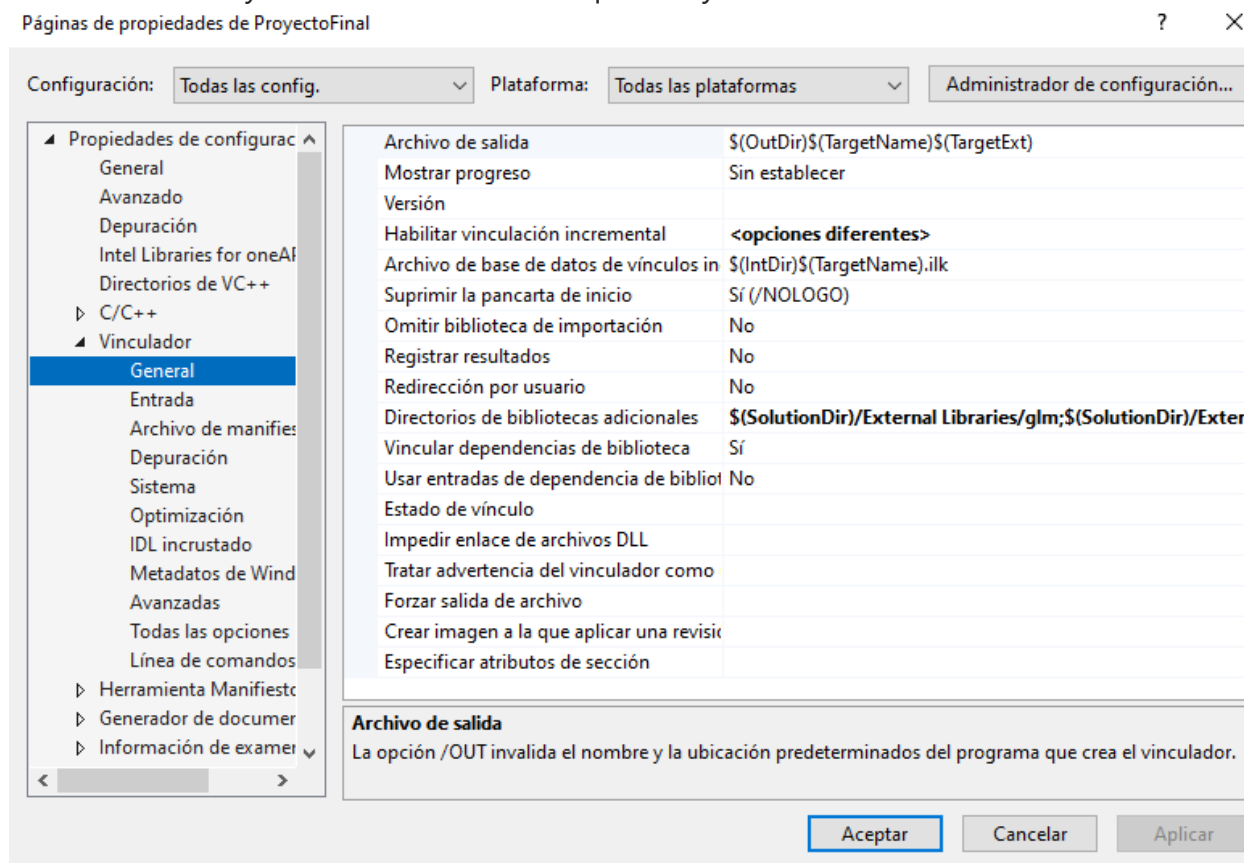 Páginas de propiedades de ProyectoFinal ?
Configuración: Todas las config. Plataforma: Todas las plataformas Administrador de configuración...
Propiedades de configurac
General
Avanzado
Depuración
Intel Libraries for oneAP
Directorios de VC++
C/C++
Vinculador
General
Entrada
Archivo de manifies
Depuración
Sistema
Optimización
IDL incrustado
Metadatos de Wind
Avanzadas
Todas las opciones
Línea de comandos
Herramienta Manifiesto
Generador de documen
Información de examen
Archivo de salida $(OutDir)$(TargetName)$(TargetExt)
Mostrar progreso Sin establecer
Versión
Habilitar vinculación incremental <opciones diferentes>
Archivo de base de datos de vínculos in $(IntDir)$(TargetName).ilk
Suprimir la pancarta de inicio Sí (/NOLOGO)
Omitir biblioteca de importación No
Registrar resultados No
Redirección por usuario No
Directorios de bibliotecas adicionales $(SolutionDir)/External Libraries/glm;$(SolutionDir)/Exter
Vincular dependencias de biblioteca Sí
Usar entradas de dependencia de bibliot No
Estado de vínculo
Impedir enlace de archivos DLL
Tratar advertencia del vinculador como
Forzar salida de archivo
Crear imagen a la que aplicar una revisió
Especificar atributos de sección
Archivo de salida
La opción /OUT invalida el nombre y la ubicación predeterminados del programa que crea el vinculador.
Aceptar Cancelar Aplicar